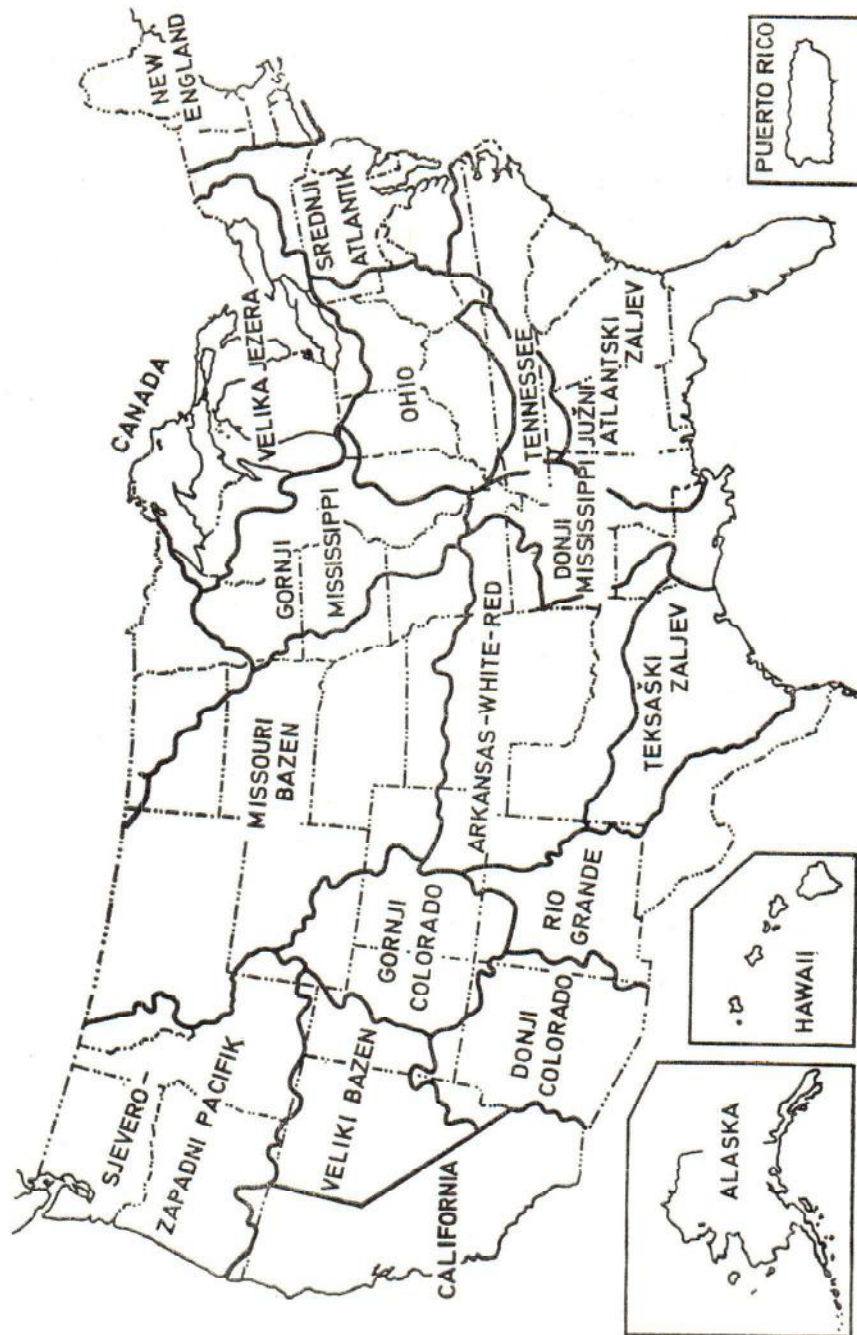 CANADA
NEW
ENGLAND
SJEVERO-
ZAPADNI PACIFIK
MISSOURI
BAZEN
GORNJI
MISSISSIPPI
VELIKA JEZERA
SREDNJI
ATLANTIK
CALIFORNIA
VELIKI BAZEN
GORNJI
COLORADO
OHIO
DONJI
COLORADO
RIO
GRANDE
ARKANSAS-WHITE-RED
TENNESSEE
DONJI
MISSISSIPPI
JUŽNI
ATLANTSKI
ZALJEV
TEKSAŠKI
ZALJEV
ALASKA
HAWAII
PUERTO RICO